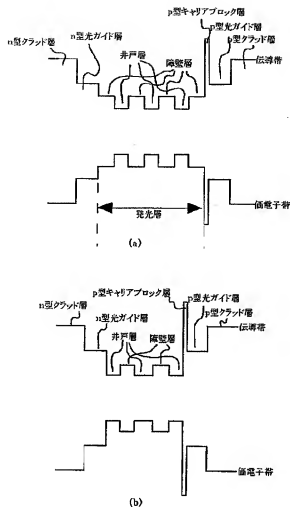 p型キャリアブロック層
p型光ガイド層
n型光ガイド層
n型クラッド層
井戸層
障壁層
p型クラッド層
伝導帯
価電子帯
発光層
(a)
p型キャリアブロック層
p型光ガイド層
n型クラッド層
n型光ガイド層
p型クラッド層
井戸層
障壁層
伝導帯
価電子帯
(b)